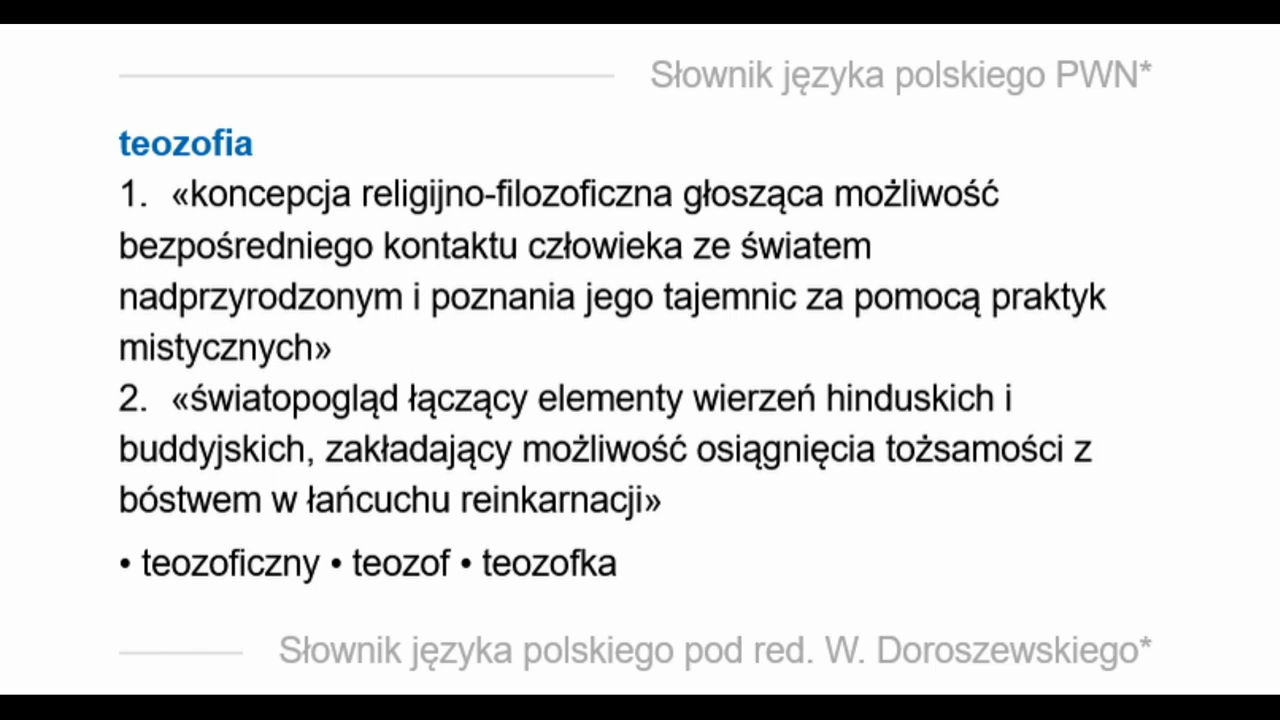 Słownik języka polskiego PWN*
teozofia
1. «koncepcja religijno-filozoficzna głosząca możliwość
bezpośredniego kontaktu człowieka ze światem
nadprzyrodzonym i poznania jego tajemnic za pomocą praktyk
mistycznych»
2. «światopogląd łączący elementy wierzeń hinduskich i
buddyjskich, zakładający możliwość osiągnięcia tożsamości z
bóstwem w łańcuchu reinkarnacji»
• teozoficzny • teozof • teozofka
Słownik języka polskiego pod red. W. Doroszewskiego*